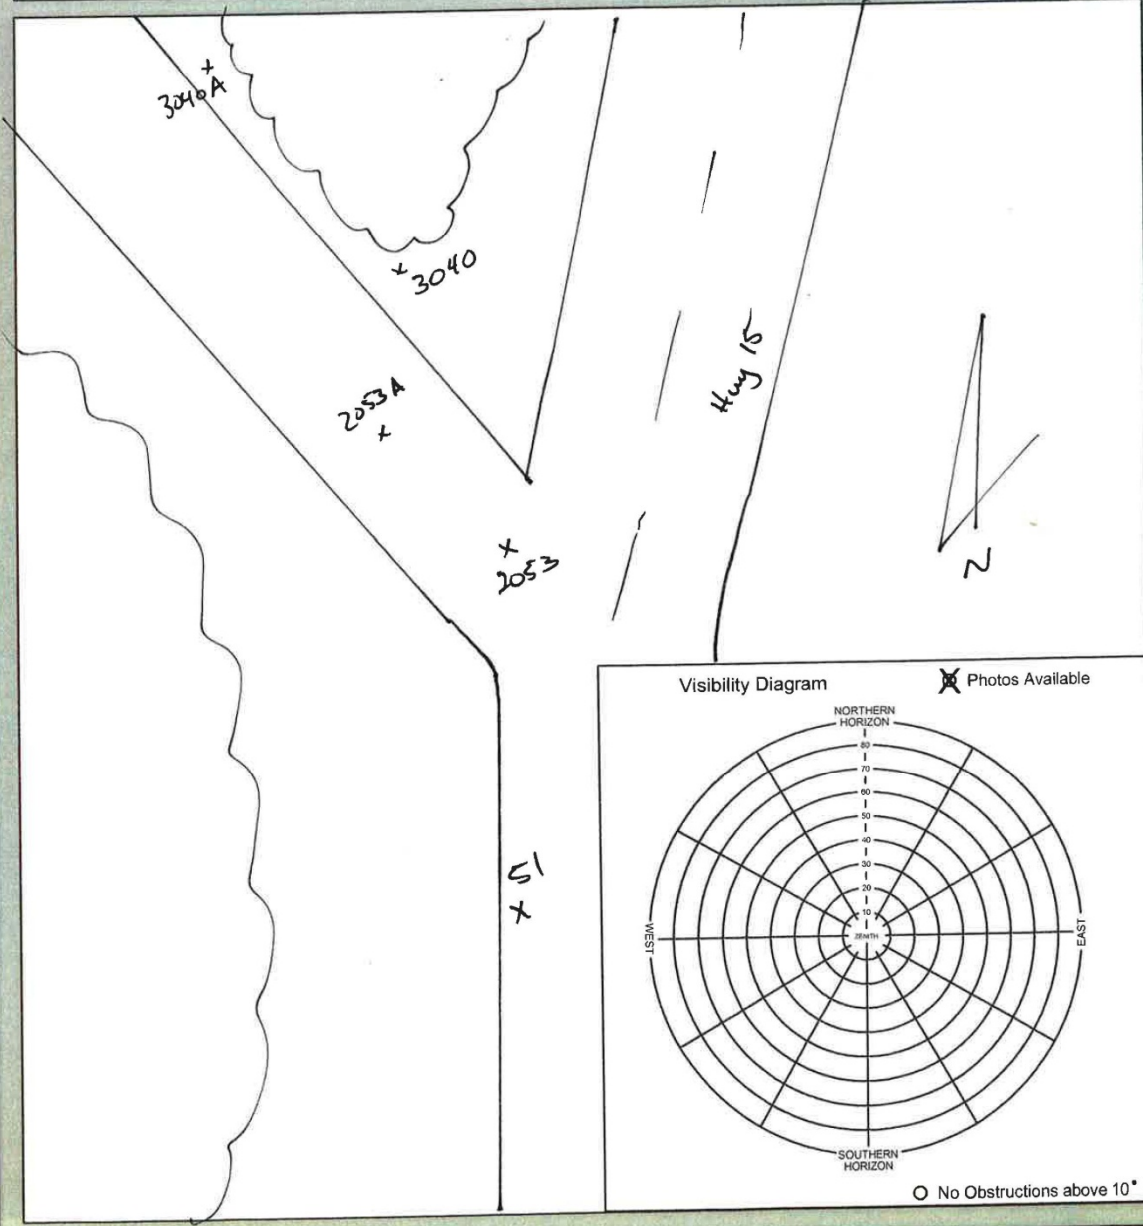 3040A
3040
2053A
Hwy 15
2053
N
51
Visibility Diagram
Photos Available
NORTHERN
HORIZON
80
70
60
50
40
30
20
10
ZENITH
WEST
EAST
SOUTHERN
HORIZON
No Obstructions above 10°